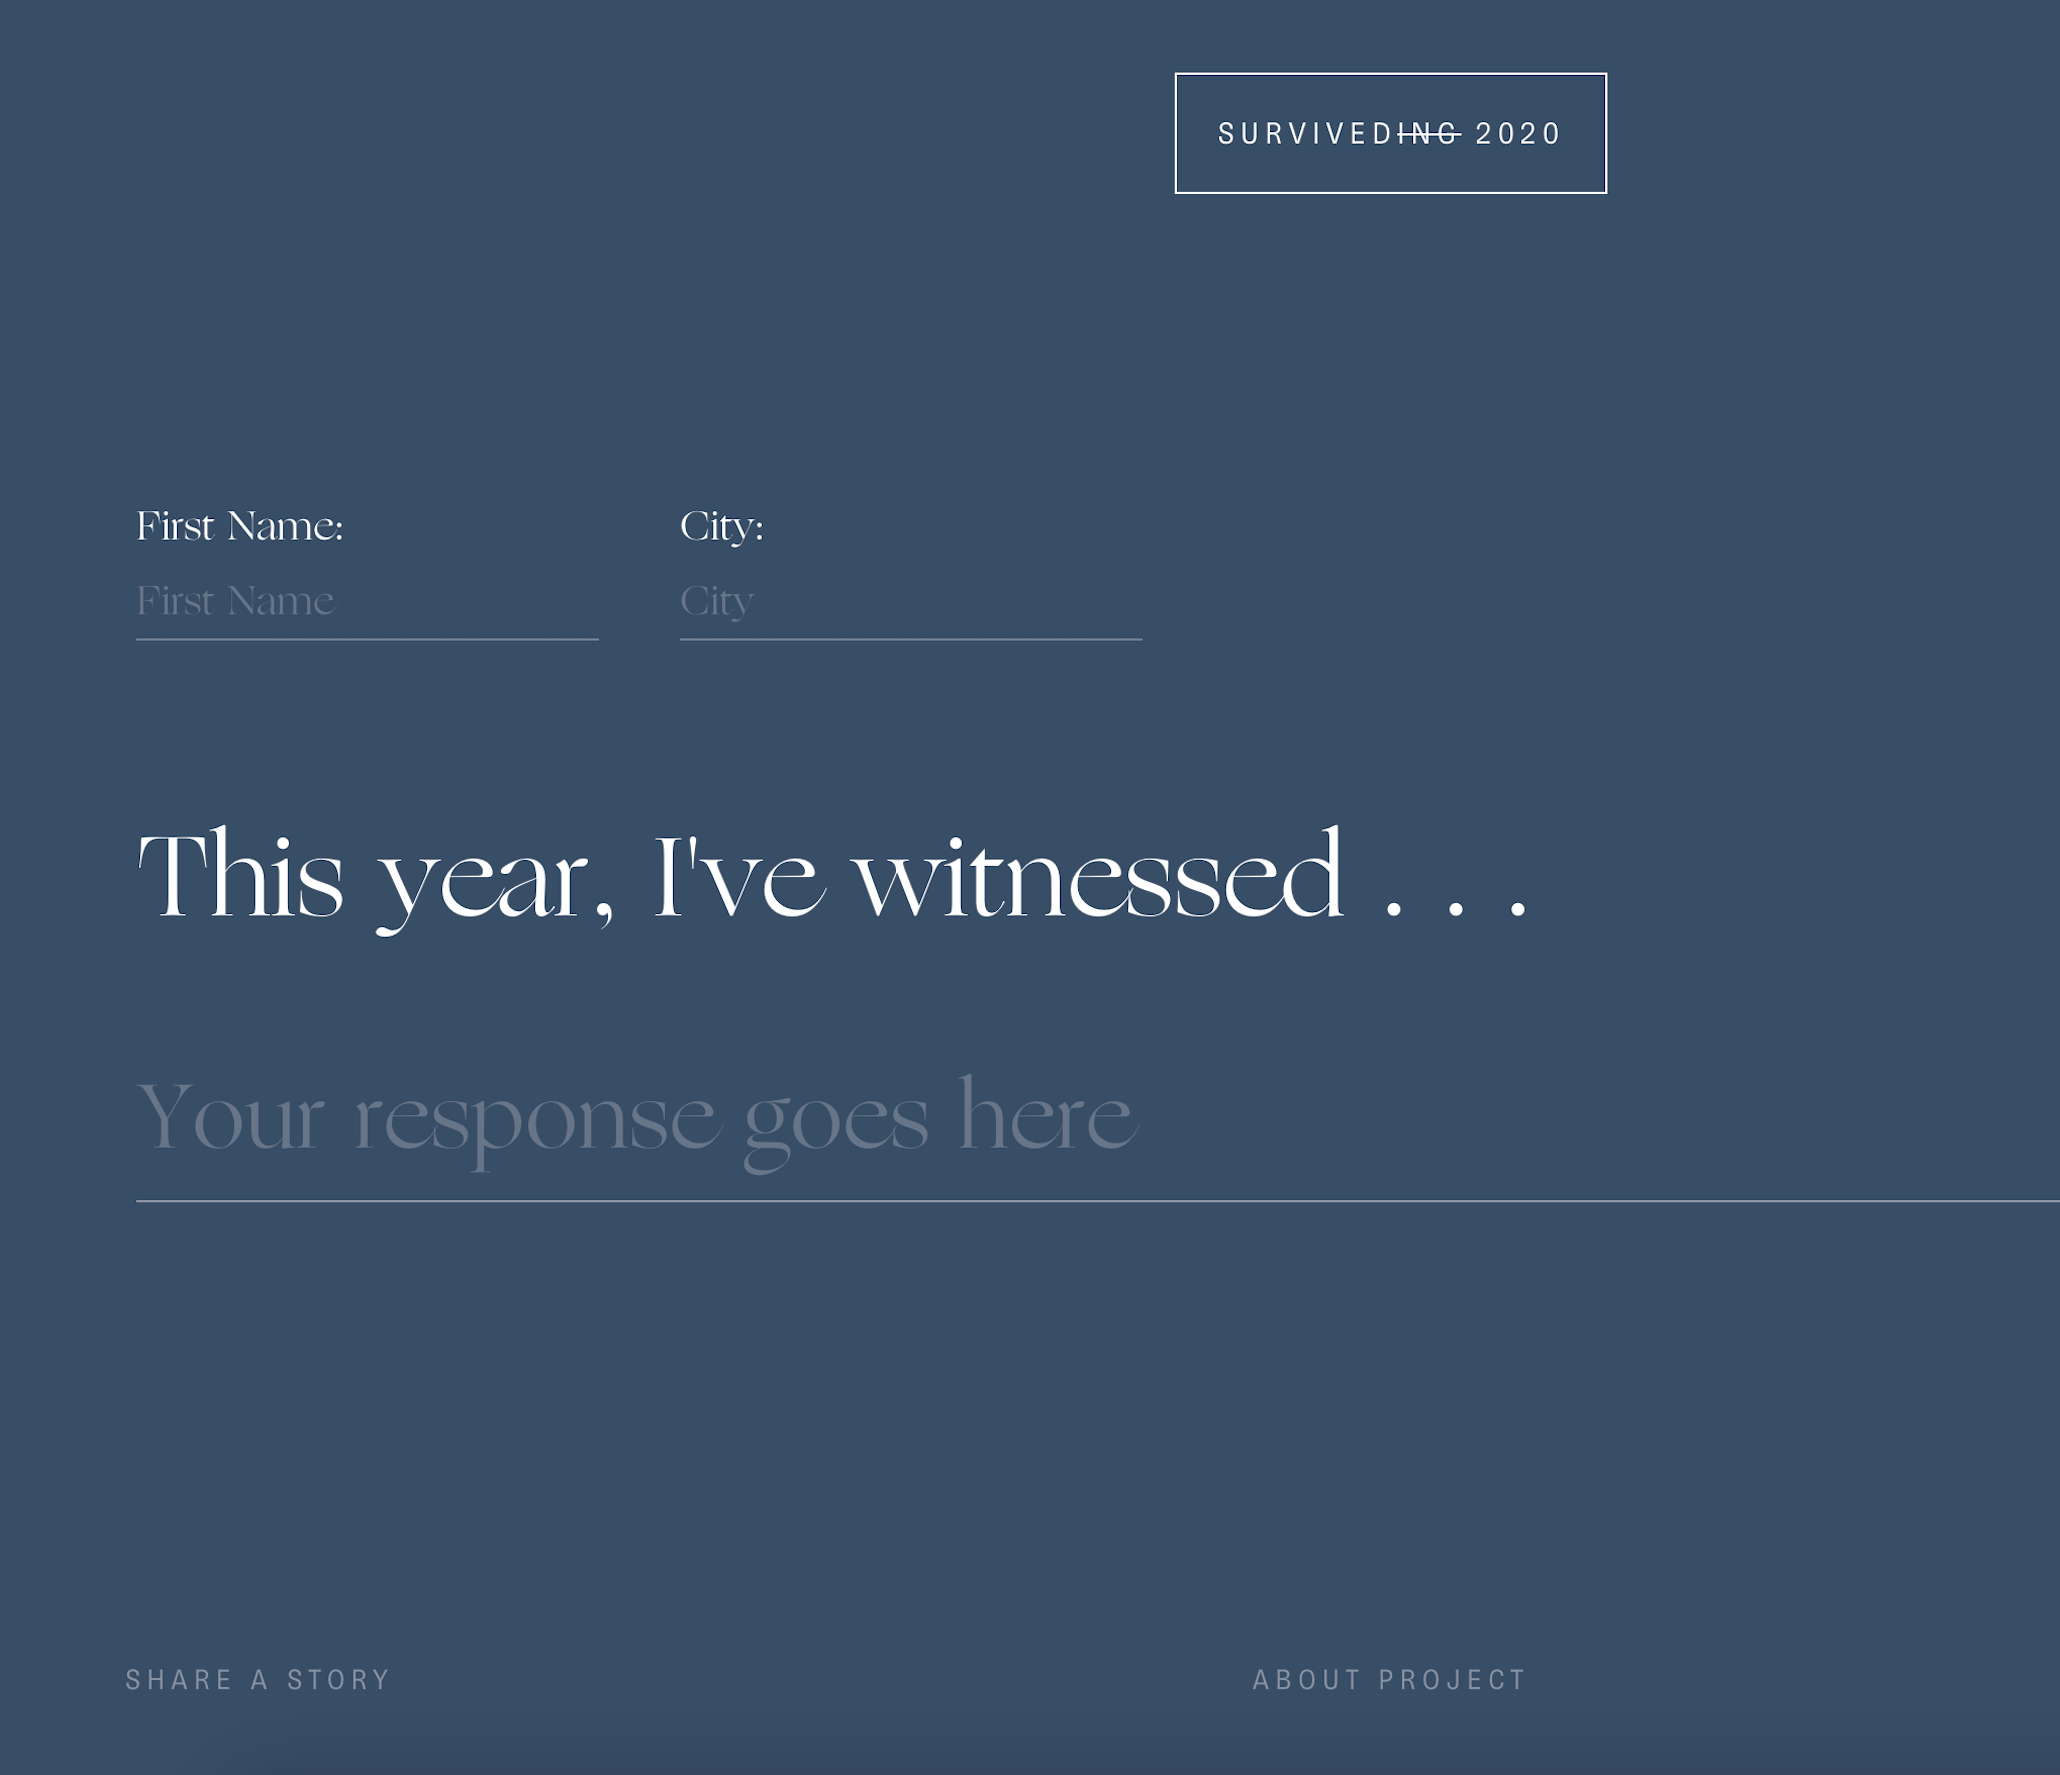 SURVIVEDING 2020
First Name: City:
First Name City
This year, I've witnessed . . .
Your response goes here
SHARE A STORY ABOUT PROJECT